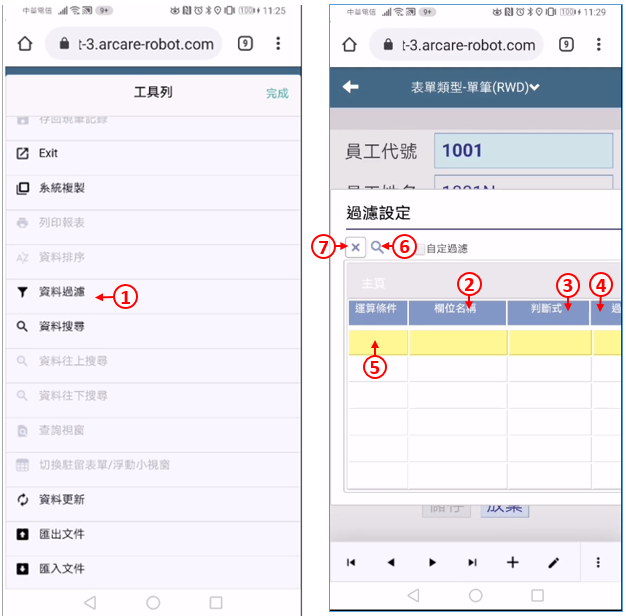 中華電信 9+ 100 11:25
t-3.arcare-robot.com 9
工具列 完成
存回現筆記錄
Exit
系統複製
列印報表
資料排序
資料過濾 1
資料搜尋
資料往上搜尋
資料往下搜尋
查詢視窗
切換駐留表單/浮動小視窗
資料更新
匯出文件
匯入文件
中華電信 9+ 100 11:29
t-3.arcare-robot.com 9
表單類型-單筆(RWD)
員工代號 1001
員工姓名 1001N
過濾設定
7 6 自定過濾
主頁 2 3 4
運算條件 欄位名稱 判斷式 過
5
儲存 放棄